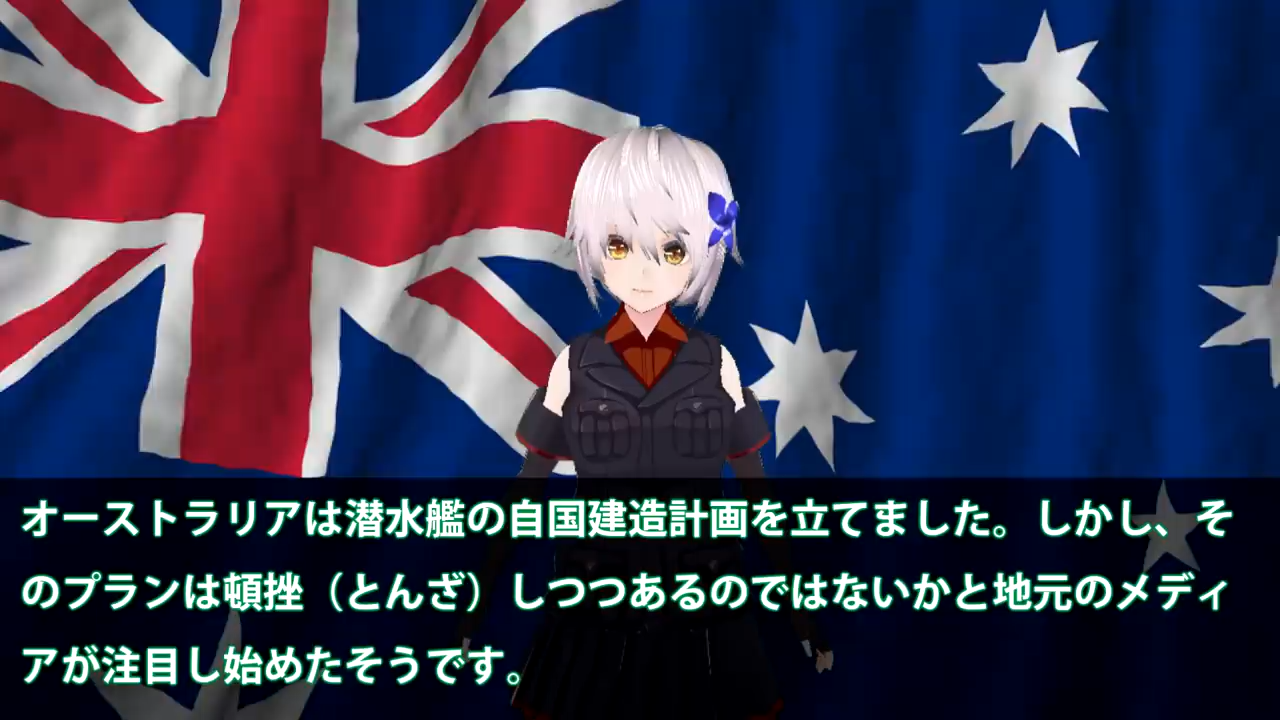 オーストラリアは潜水艦の自国建造計画を立てました。しかし、そ
のプランは頓挫（とんざ）しつつあるのではないかと地元のメディ
アが注目し始めたそうです。